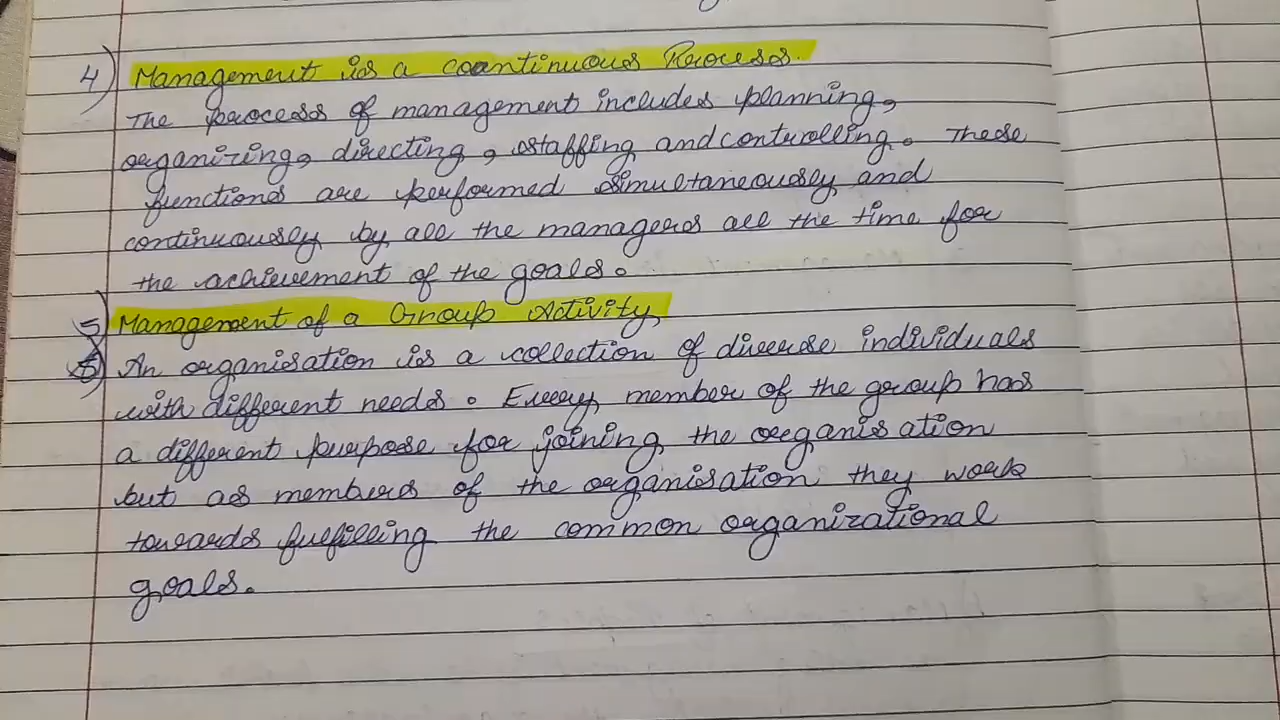 4) Management is a coontinuous Process.
The process of management includes planning,
organizing, directing, staffing and controlling. These
functions are performed simultaneously and
continuously by all the managers all the time for
the achievement of the goals.
5) Management of a Group Activity
An organisation is a collection of diverse individuals
with different needs. Every member of the group has
a different purpose for joining the organisation
but as members of the organisation they work
towards fulfilling the common organizational
goals.